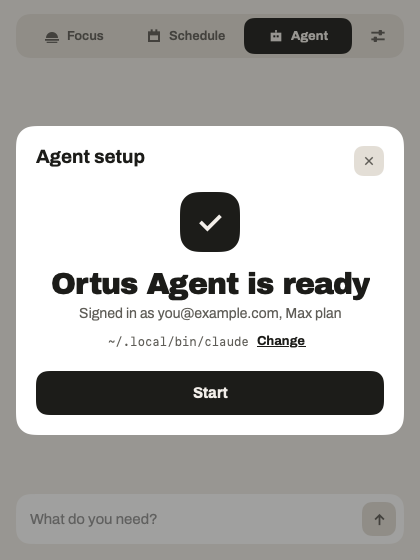 Focus
Schedule
Agent
Agent setup
Ortus Agent is ready
Signed in as you@example.com, Max plan
~/.local/bin/claude Change
Start
What do you need?